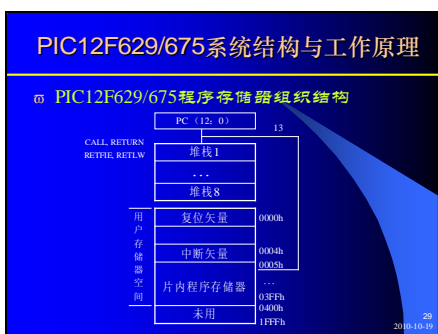 PIC12F629/675系统结构与工作原理
PIC12F629/675程序存储器组织结构
PC（12：0）
13
CALL, RETURN
RETFIE, RETLW
堆栈1
...
堆栈8
用户存储器空间
复位矢量
0000h
中断矢量
0004h
0005h
片内程序存储器
...
03FFh
未用
0400h
1FFFh
29
2010-10-19